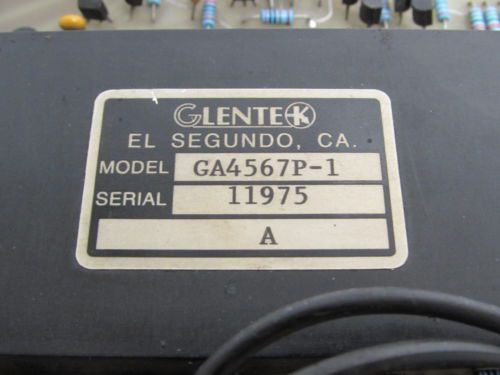 GLENTEK
EL SEGUNDO, CA.
MODEL GA4567P-1
SERIAL 11975
A